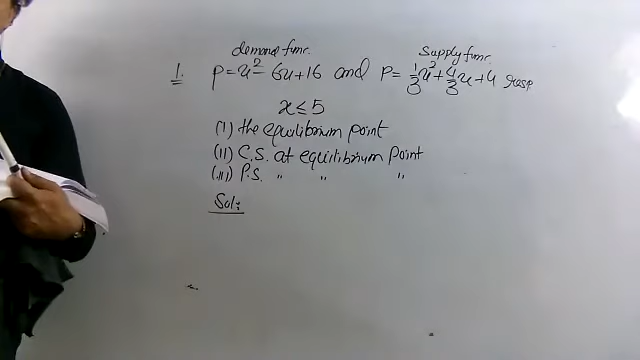 demand func. Supply func.
1. p = x² - 6x + 16 and p = 1/3 x² + 4/3 x + 4 resp
x ≤ 5
(i) the equilibrium point
(ii) C.S. at equilibrium Point
(iii) P.S. " " "
Sol: